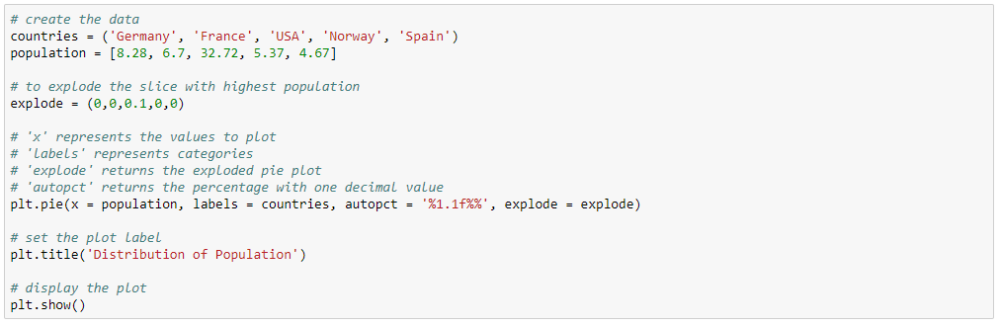 # create the data
countries = ('Germany', 'France', 'USA', 'Norway', 'Spain')
population = [8.28, 6.7, 32.72, 5.37, 4.67]
# to explode the slice with highest population
explode = (0,0,0.1,0,0)
# 'x' represents the values to plot
# 'labels' represents categories
# 'explode' returns the exploded pie plot
# 'autopct' returns the percentage with one decimal value
plt.pie(x = population, labels = countries, autopct = '%1.1f%%', explode = explode)
# set the plot label
plt.title('Distribution of Population')
# display the plot
plt.show()